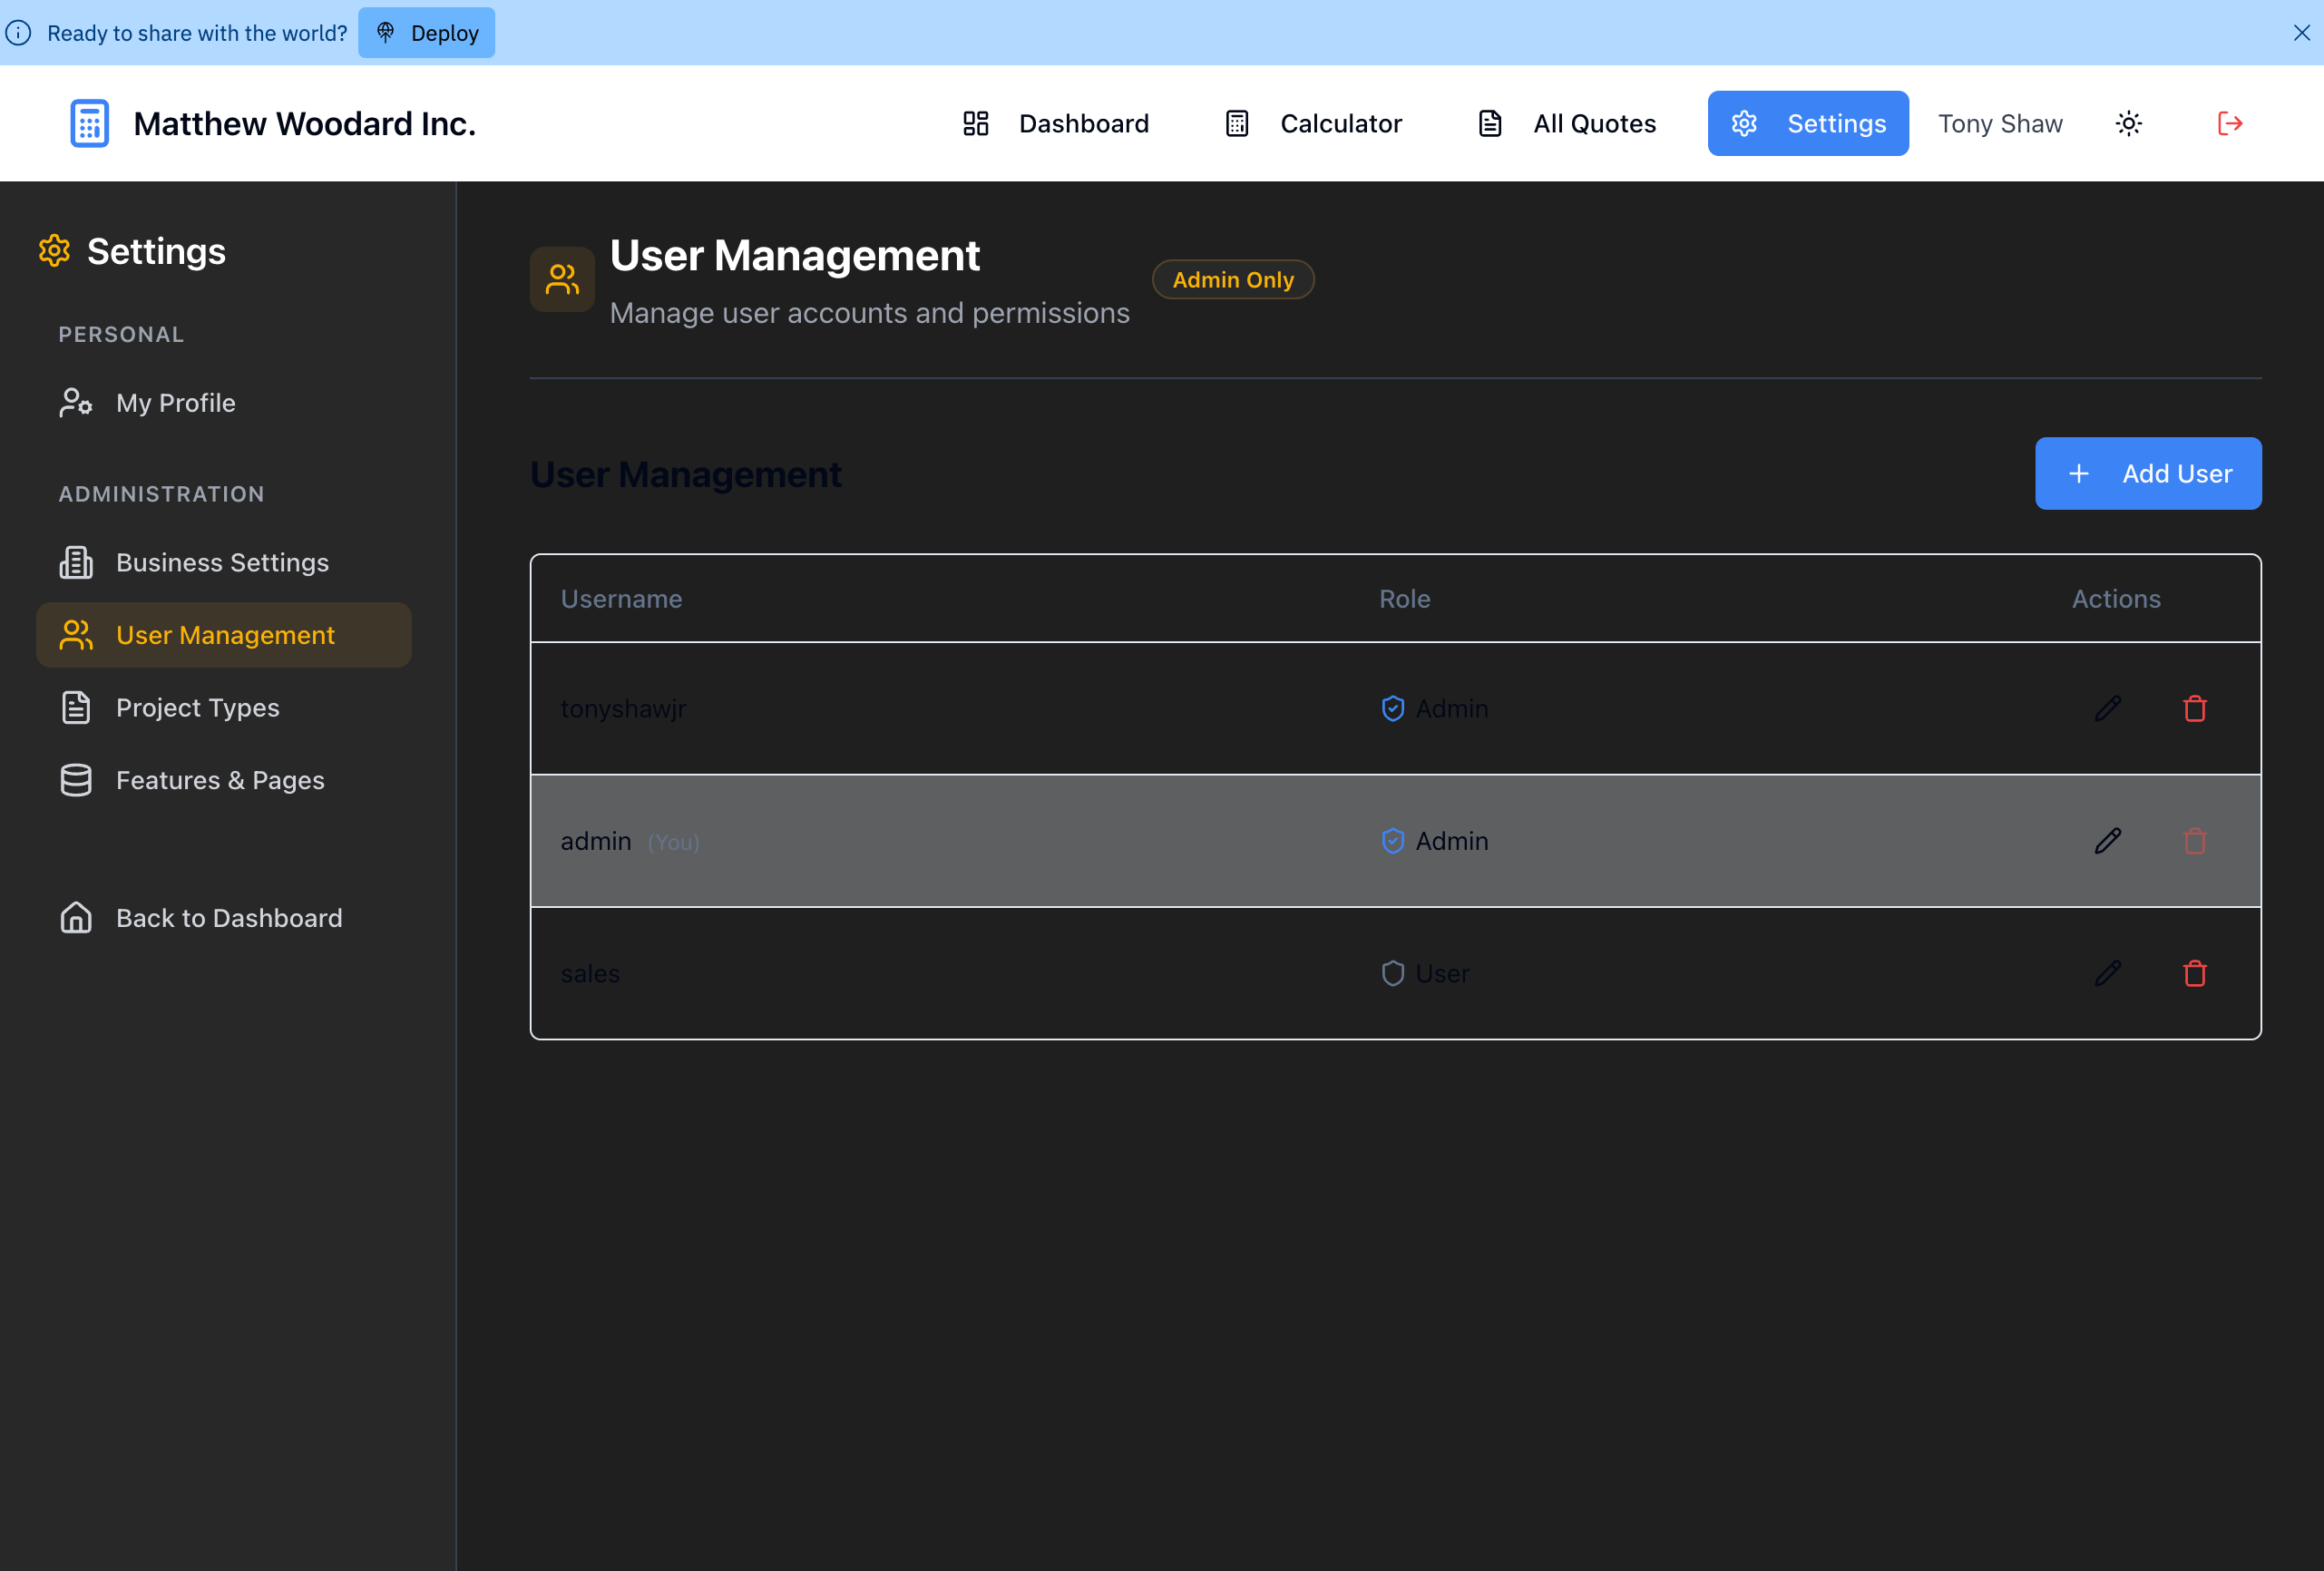 Ready to share with the world? Deploy
Matthew Woodard Inc. Dashboard Calculator All Quotes Settings Tony Shaw
Settings
PERSONAL
My Profile
ADMINISTRATION
Business Settings
User Management
Project Types
Features & Pages
Back to Dashboard
User Management
Manage user accounts and permissions
Admin Only
User Management
Add User
Username Role Actions
tonyshawjr Admin
admin (You) Admin
sales User